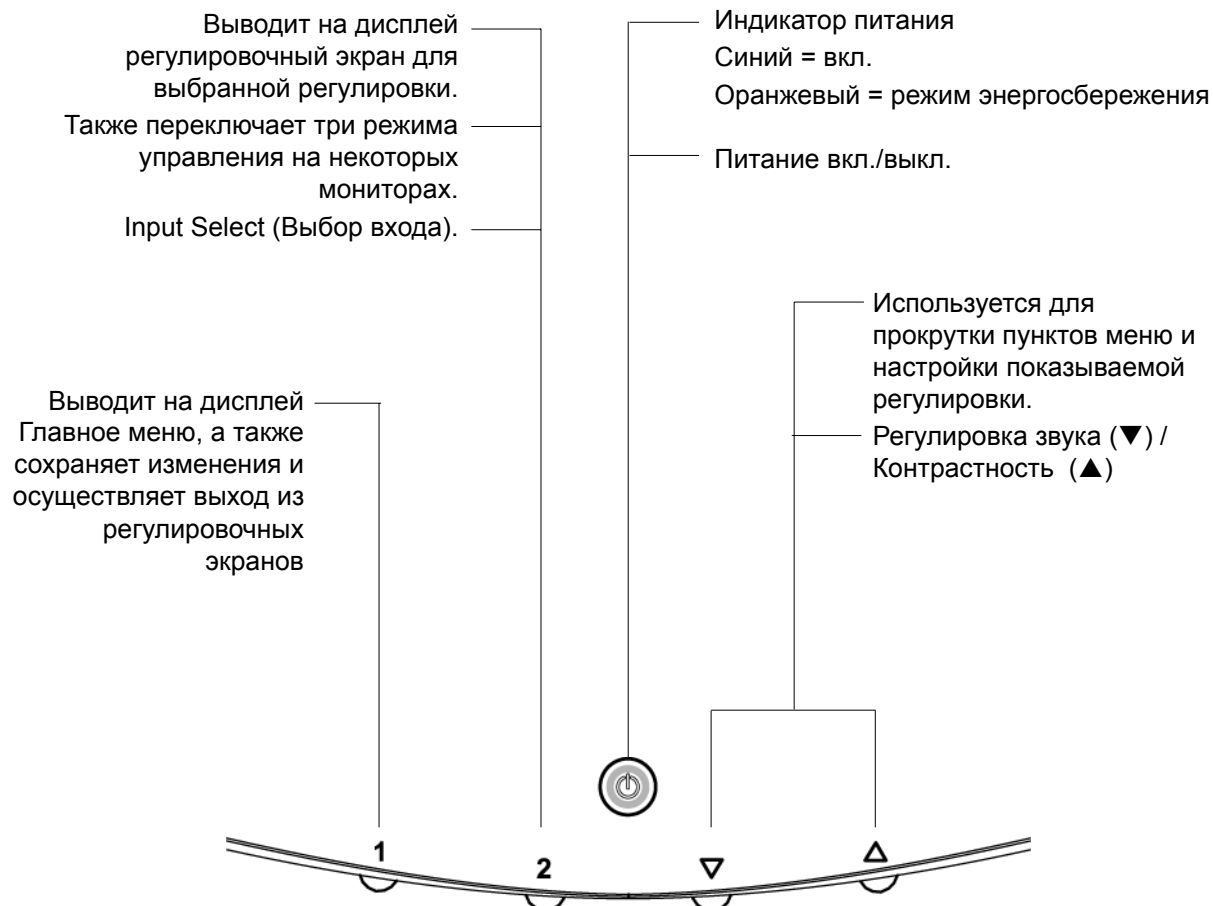 Выводит на дисплей
регулировочный экран для
выбранной регулировки.
Также переключает три режима
управления на некоторых
мониторах.
Input Select (Выбор входа).
Индикатор питания
Синий = вкл.
Оранжевый = режим энергосбережения
Питание вкл./выкл.
Используется для
прокрутки пунктов меню и
настройки показываемой
регулировки.
Регулировка звука (▼) /
Контрастность (▲)
Выводит на дисплей
Главное меню, а также
сохраняет изменения и
осуществляет выход из
регулировочных
экранов
1
2
▽
△